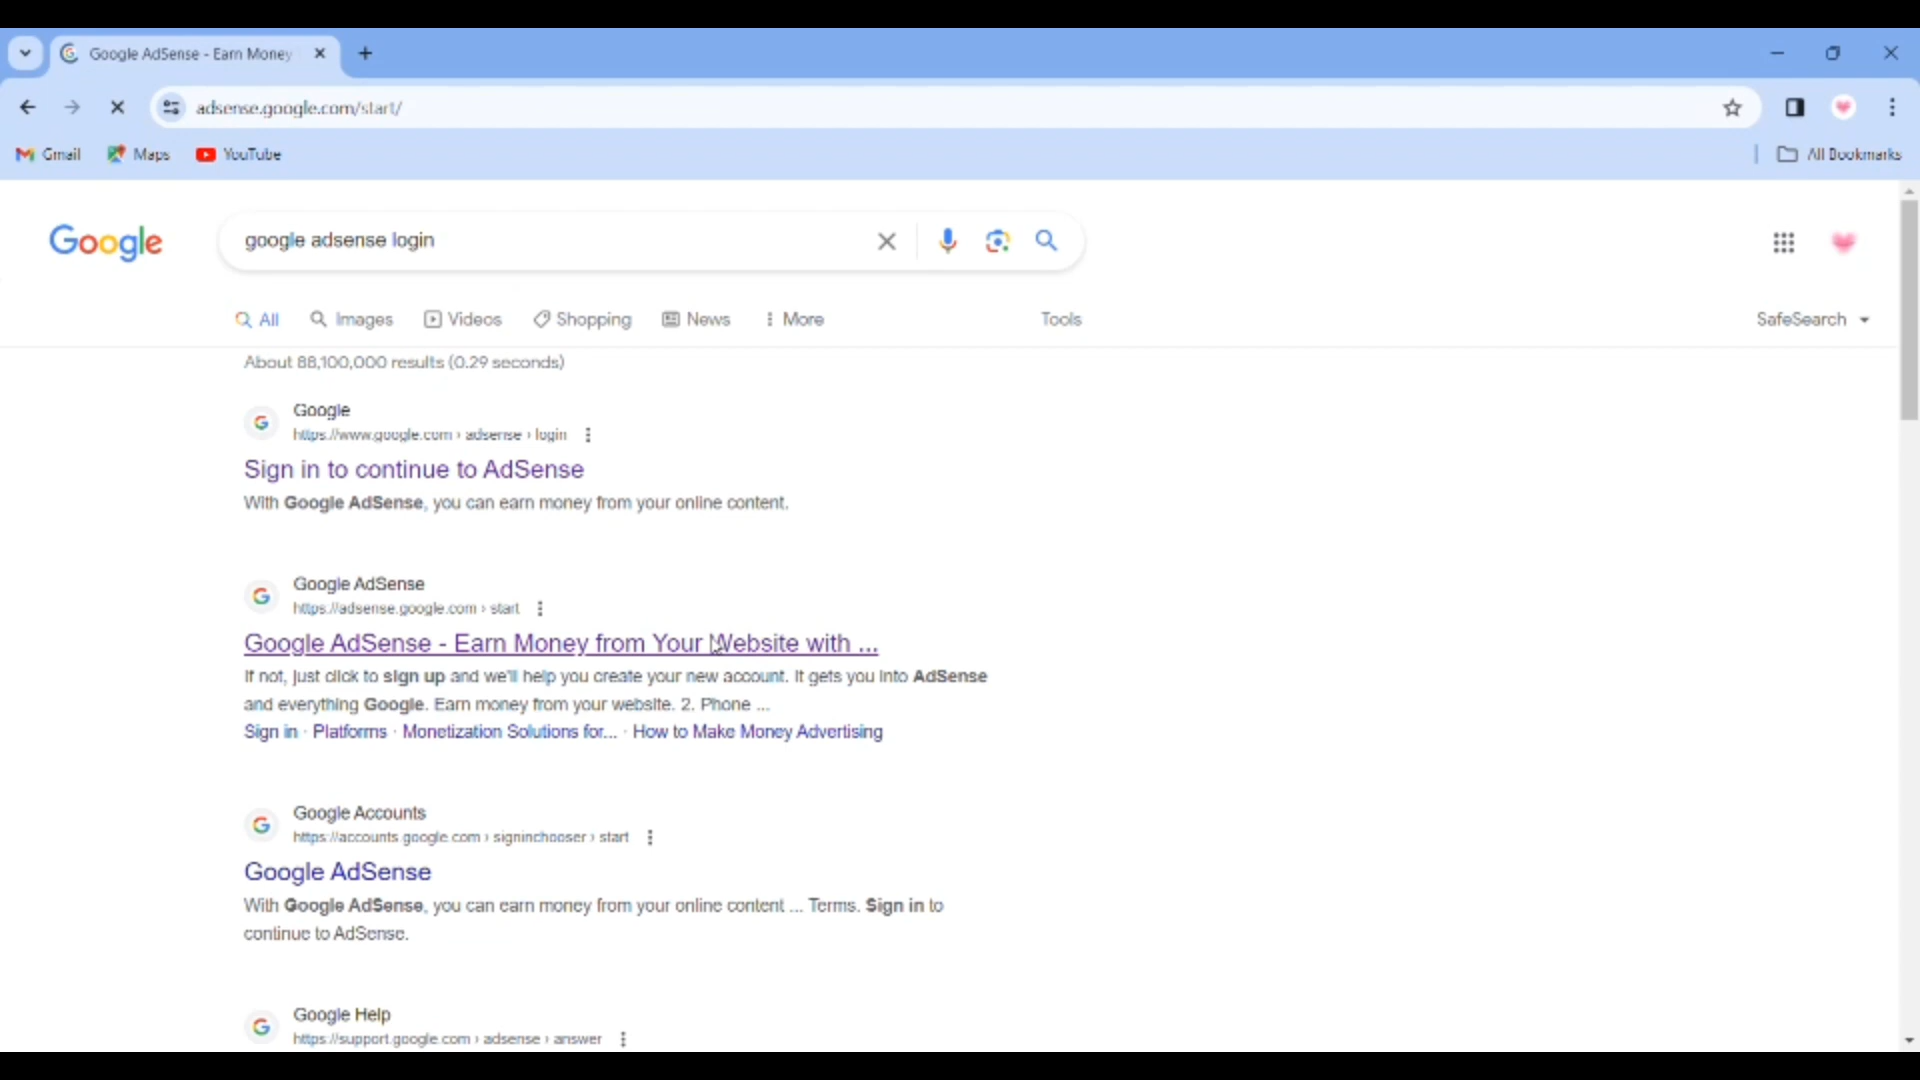 Google AdSense - Earn Money
adsense.google.com/start/
Gmail
Maps
YouTube
All Bookmarks
Google
google adsense login
All
Images
Videos
Shopping
News
More
Tools
SafeSearch
About 88,100,000 results (0.29 seconds)
Google
https://www.google.com › adsense › login
Sign in to continue to AdSense
With Google AdSense, you can earn money from your online content.
Google AdSense
https://adsense.google.com › start
Google AdSense - Earn Money from Your Website with ...
If not, just click to sign up and we'll help you create your new account. It gets you into AdSense
and everything Google. Earn money from your website. 2. Phone ...
Sign in · Platforms · Monetization Solutions for... · How to Make Money Advertising
Google Accounts
https://accounts.google.com › signinchooser › start
Google AdSense
With Google AdSense, you can earn money from your online content ... Terms. Sign in to
continue to AdSense.
Google Help
https://support.google.com › adsense › answer